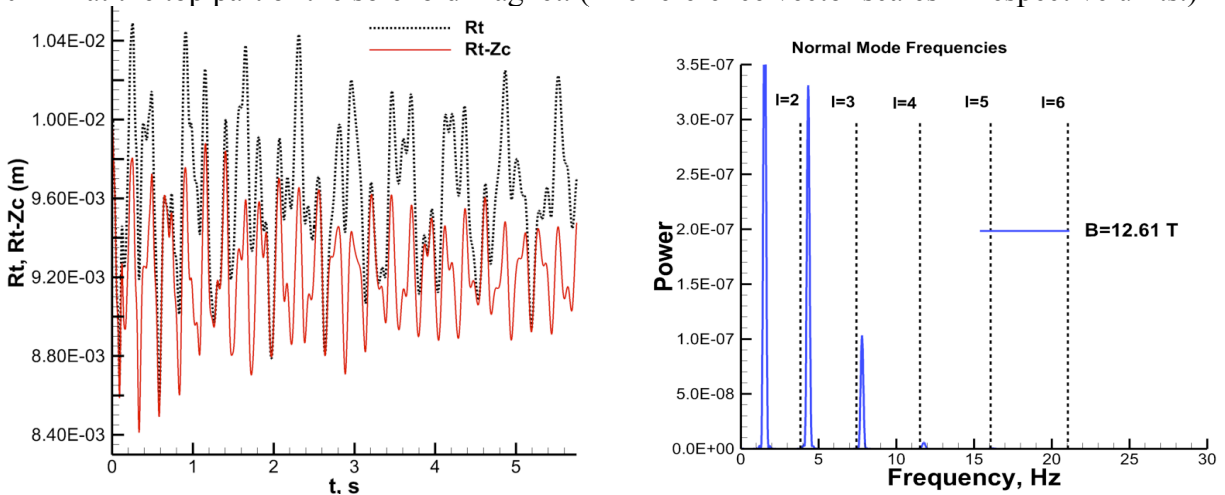 Rt
Rt-Zc
1.04E-02
1.00E-02
9.60E-03
9.20E-03
8.80E-03
8.40E-03
Rt, Rt-Zc (m)
0 1 2 3 4 5
t, s
Normal Mode Frequencies
3.5E-07
3.0E-07
2.5E-07
2.0E-07
1.5E-07
1.0E-07
5.0E-08
0.0E+00
Power
l=2 l=3 l=4 l=5 l=6
B=12.61 T
0 5 10 15 20 25 30
Frequency, Hz